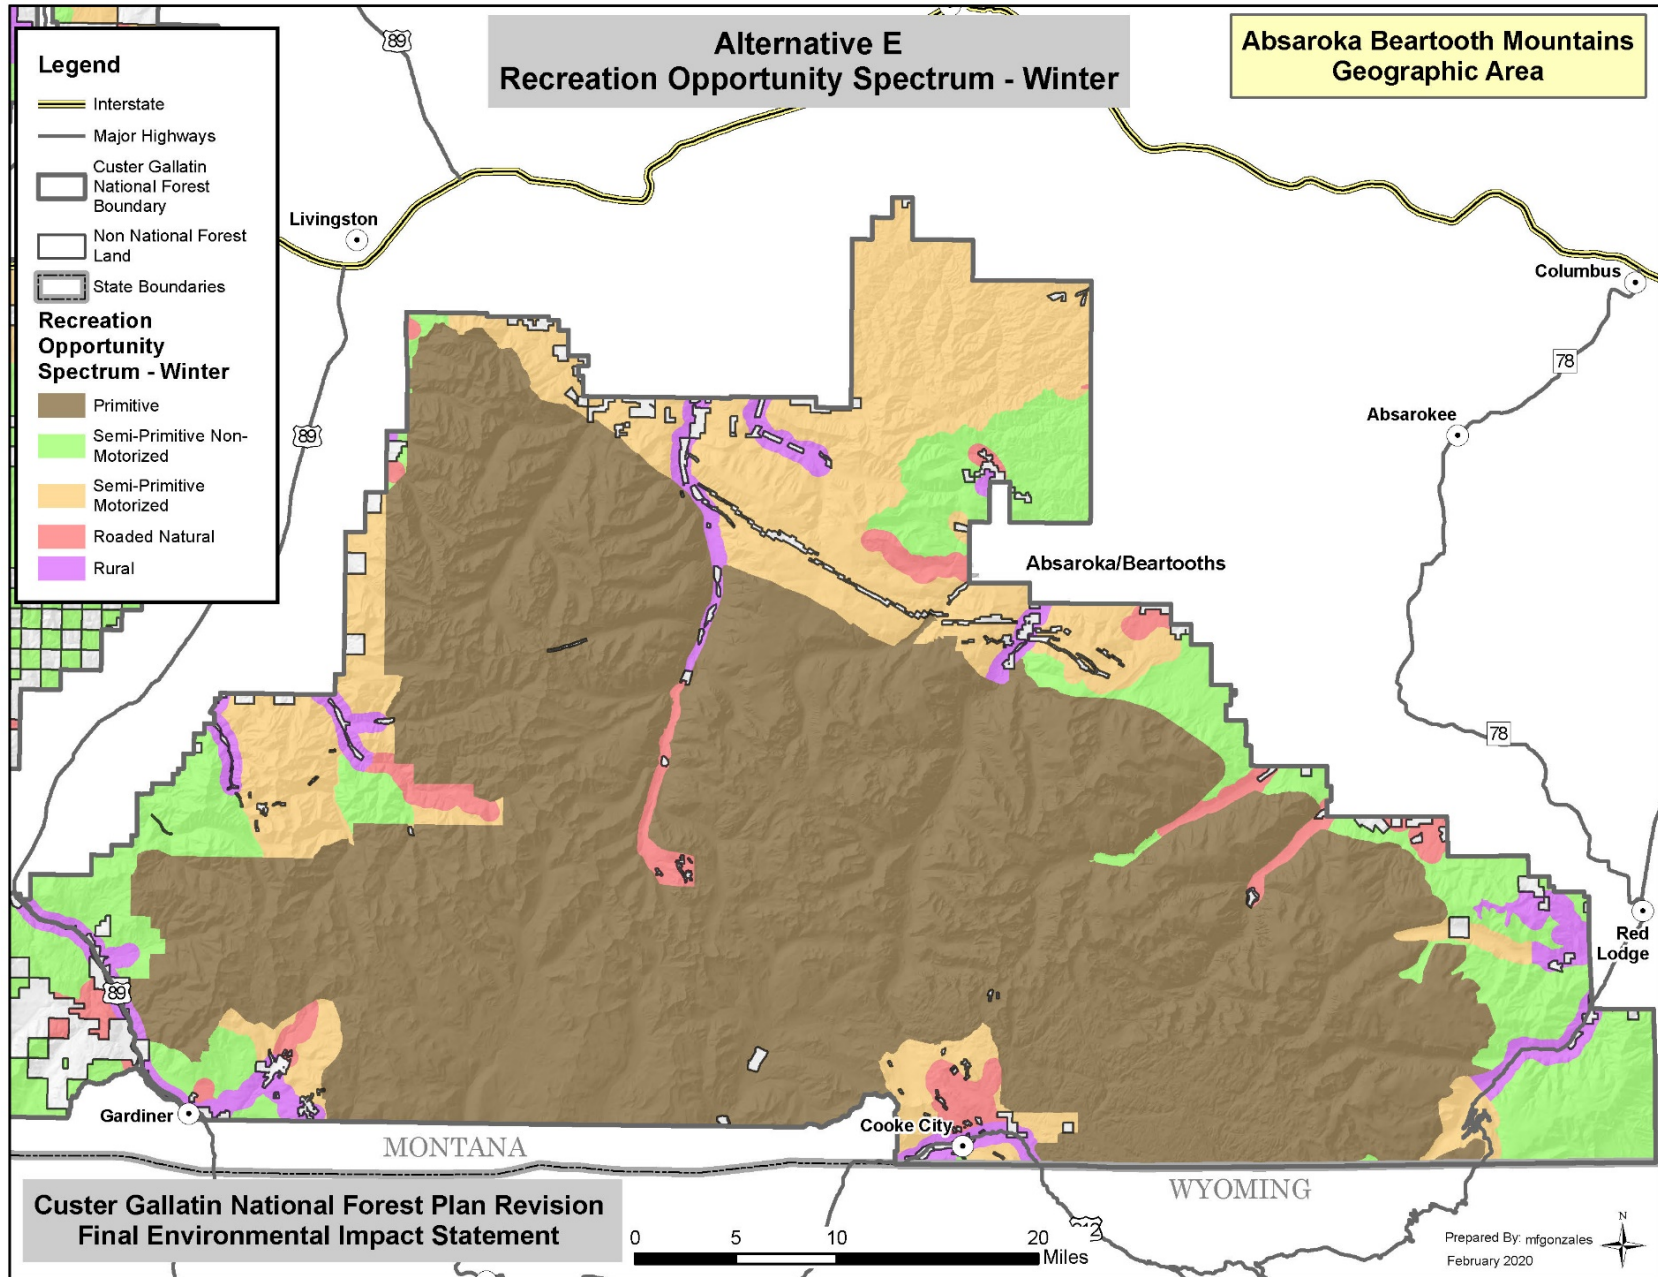 Alternative E
Recreation Opportunity Spectrum - Winter
Absaroka Beartooth Mountains
Geographic Area
Legend
Interstate
Major Highways
Custer Gallatin
National Forest
Boundary
Non National Forest
Land
State Boundaries
Recreation
Opportunity
Spectrum - Winter
Primitive
Semi-Primitive Non-
Motorized
Semi-Primitive
Motorized
Roaded Natural
Rural
89
Livingston
89
Columbus
78
Absarokee
Absaroka/Beartooths
78
Red
Lodge
89
Gardiner
Cooke City
MONTANA
WYOMING
Custer Gallatin National Forest Plan Revision
Final Environmental Impact Statement
0 5 10 20
Miles
N
Prepared By: mfgonzales
February 2020